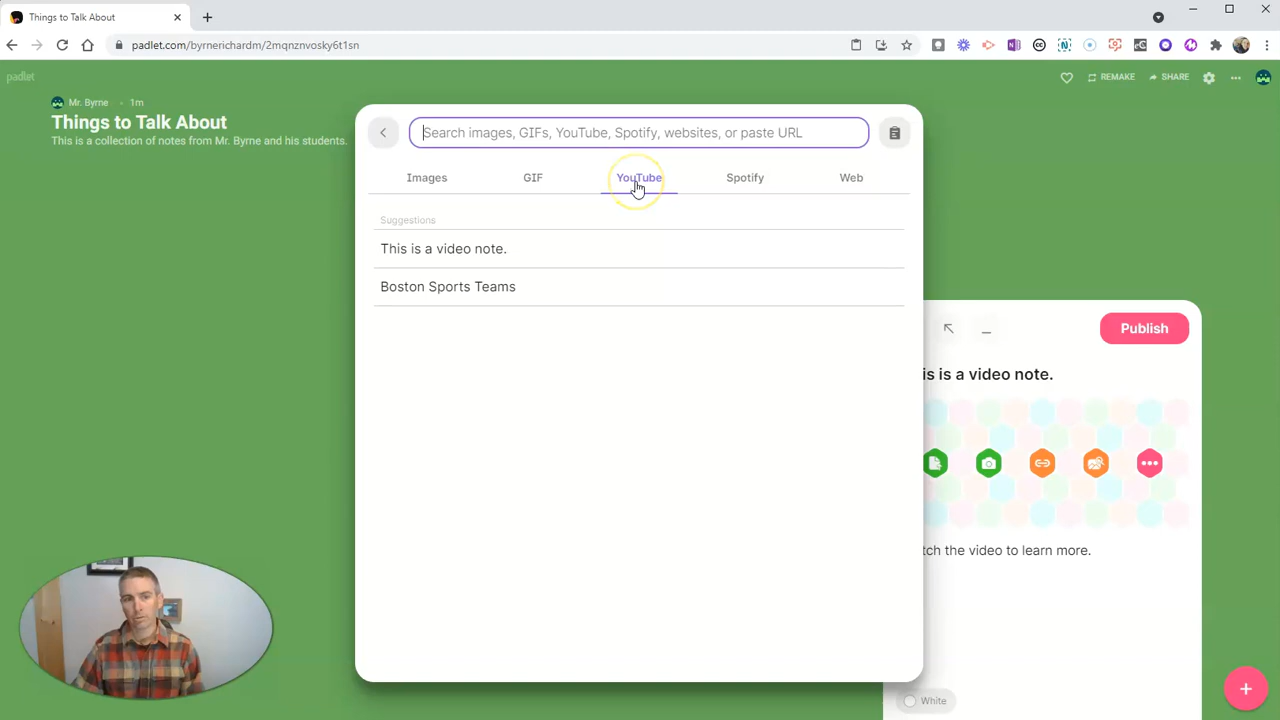 Things to Talk About
padlet.com/byrnerichardm/2mqnznvosky6t1sn
padlet
REMAKE
SHARE
Mr. Byrne · 1m
Things to Talk About
This is a collection of notes from Mr. Byrne and his students.
Search images, GIFs, YouTube, Spotify, websites, or paste URL
Images
GIF
YouTube
Spotify
Web
Suggestions
This is a video note.
Boston Sports Teams
Publish
is is a video note.
tch the video to learn more.
White